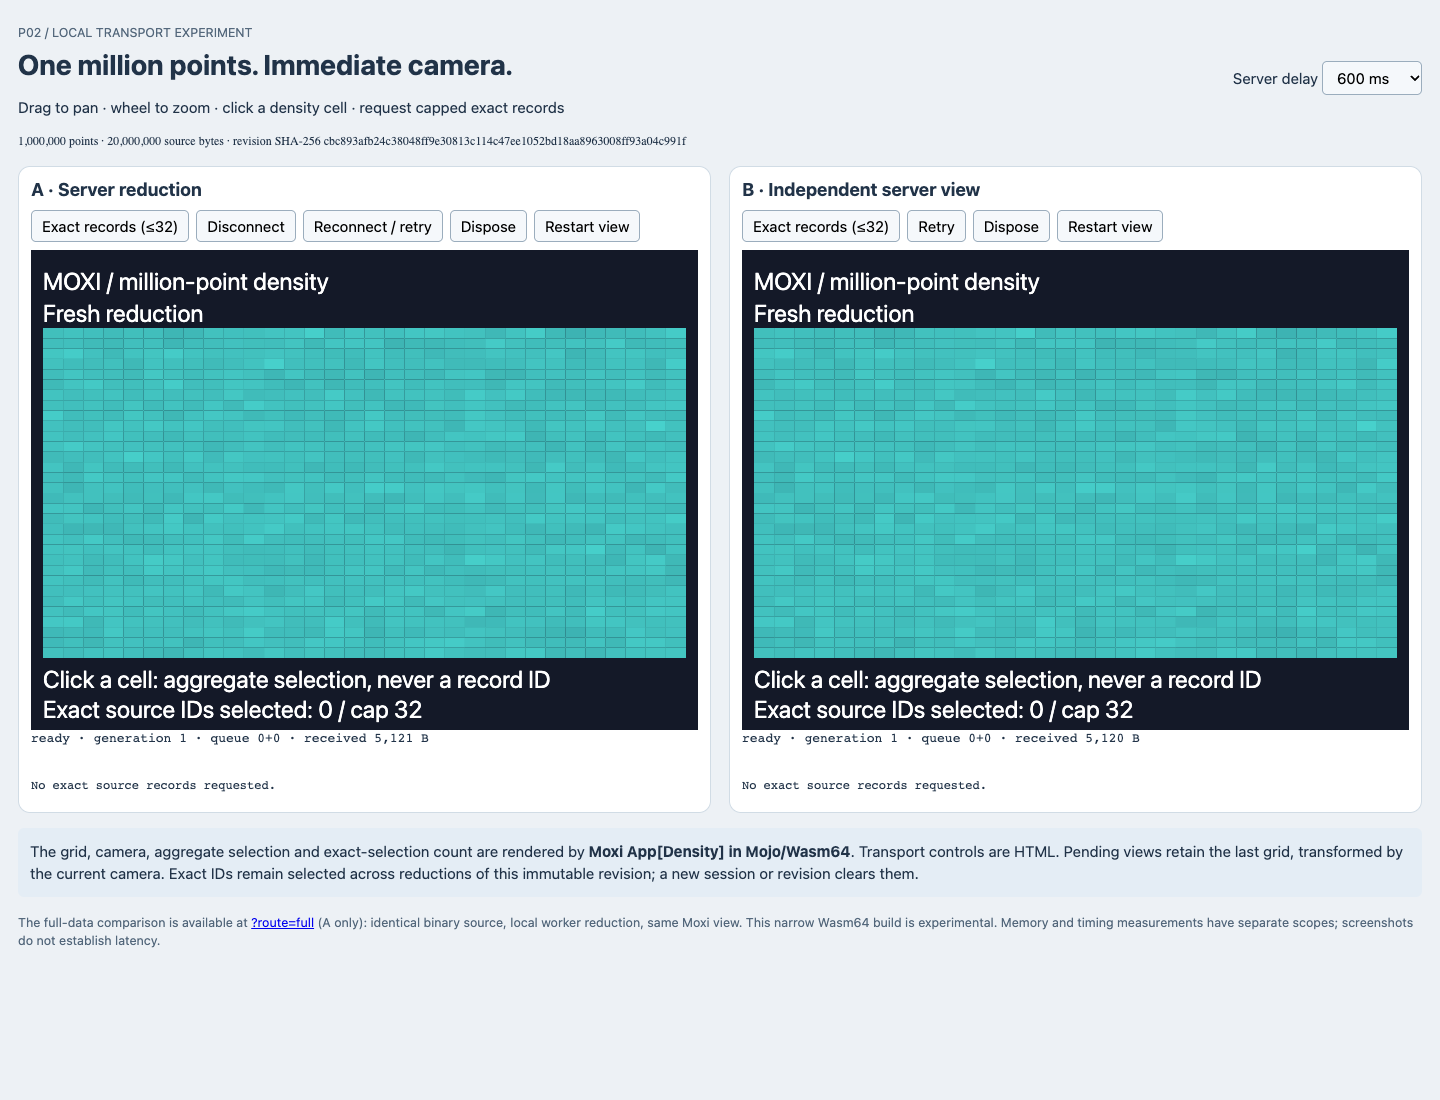 P02 / LOCAL TRANSPORT EXPERIMENT
One million points. Immediate camera.
Server delay 600 ms
Drag to pan · wheel to zoom · click a density cell · request capped exact records
1,000,000 points · 20,000,000 source bytes · revision SHA-256 cbc893afb24c38048ff9e30813c114c47ee1052bd18aa8963008ff93a04c991f
A · Server reduction
Exact records (≤32) Disconnect Reconnect / retry Dispose Restart view
MOXI / million-point density
Fresh reduction
Click a cell: aggregate selection, never a record ID
Exact source IDs selected: 0 / cap 32
ready · generation 1 · queue 0+0 · received 5,121 B
No exact source records requested.
B · Independent server view
Exact records (≤32) Retry Dispose Restart view
MOXI / million-point density
Fresh reduction
Click a cell: aggregate selection, never a record ID
Exact source IDs selected: 0 / cap 32
ready · generation 1 · queue 0+0 · received 5,120 B
No exact source records requested.
The grid, camera, aggregate selection and exact-selection count are rendered by Moxi App[Density] in Mojo/Wasm64. Transport controls are HTML. Pending views retain the last grid, transformed by
the current camera. Exact IDs remain selected across reductions of this immutable revision; a new session or revision clears them.
The full-data comparison is available at ?route=full (A only): identical binary source, local worker reduction, same Moxi view. This narrow Wasm64 build is experimental. Memory and timing measurements have separate scopes; screenshots
do not establish latency.